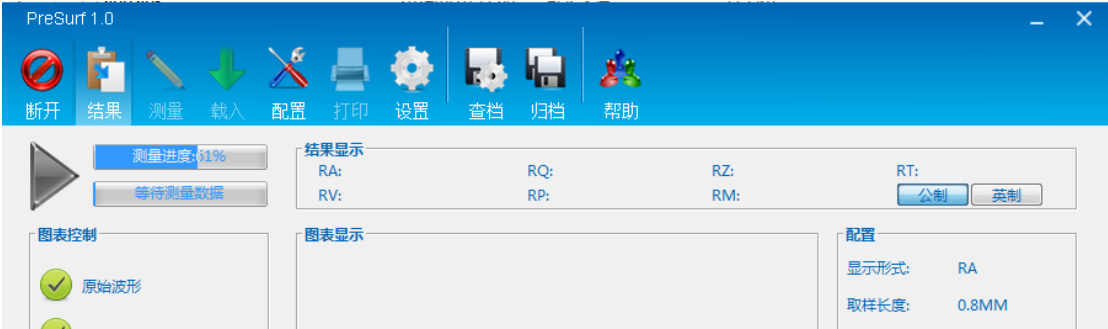 PreSurf 1.0
断开 结果 测量 载入 配置 打印 设置 查档 归档 帮助
测量进度:51%
等待测量数据
结果显示
RA: RQ: RZ: RT:
RV: RP: RM: 公制 英制
图表控制 图表显示 配置
原始波形
显示形式: RA
取样长度: 0.8MM